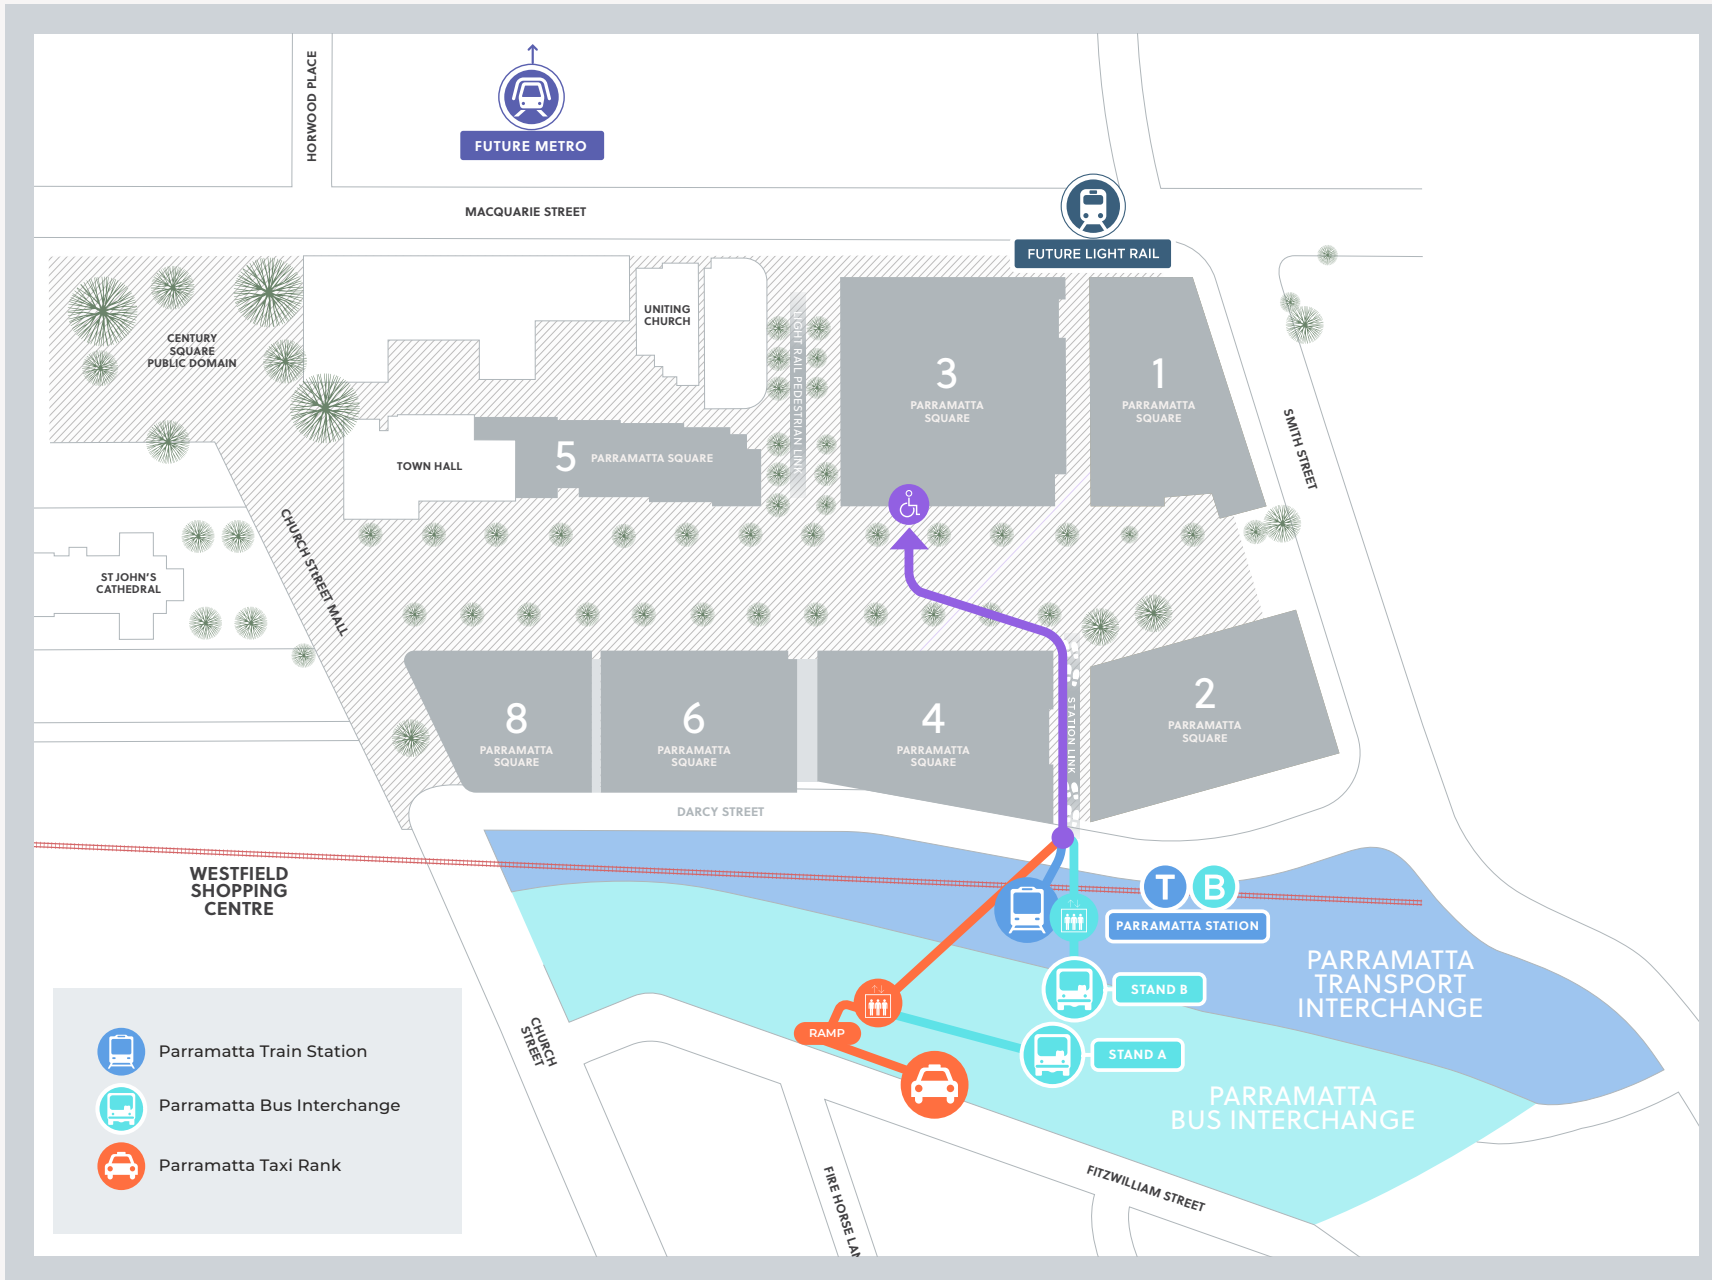 HORWOOD PLACE
FUTURE METRO
MACQUARIE STREET
FUTURE LIGHT RAIL
CENTURY
SQUARE
PUBLIC DOMAIN
UNITING
CHURCH
LIGHT RAIL PEDESTRIAN LINK
3
PARRAMATTA
SQUARE
1
PARRAMATTA
SQUARE
TOWN HALL
5 PARRAMATTA SQUARE
SMITH STREET
CHURCH STtREET MALL
ST JOHN'S
CATHEDRAL
8
PARRAMATTA
SQUARE
6
PARRAMATTA
SQUARE
4
PARRAMATTA
SQUARE
STATION LINK
2
PARRAMATTA
SQUARE
DARCY STREET
WESTFIELD
SHOPPING
CENTRE
T B
PARRAMATTA STATION
PARRAMATTA
TRANSPORT
INTERCHANGE
STAND B
RAMP
STAND A
CHURCH
STREET
PARRAMATTA
BUS INTERCHANGE
Parramatta Train Station
Parramatta Bus Interchange
Parramatta Taxi Rank
FIRE HORSE LAN
FITZWILLIAM STREET